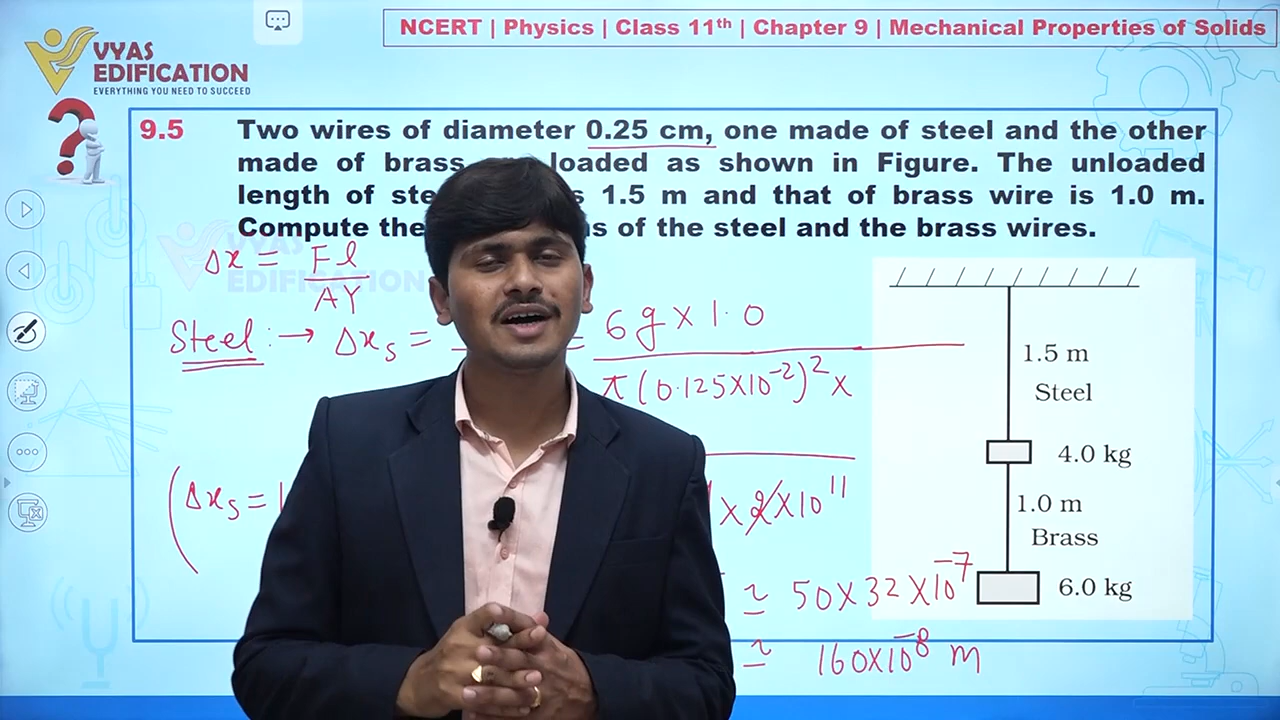 NCERT | Physics | Class 11th | Chapter 9 | Mechanical Properties of Solids
VYAS
EDIFICATION
EVERYTHING YOU NEED TO SUCCEED
9.5 Two wires of diameter 0.25 cm, one made of steel and the other
made of brass loaded as shown in Figure. The unloaded
length of 1.5 m and that of brass wire is 1.0 m.
Compute the of the steel and the brass wires.
Δx = Fl / AY
EDIFICATION
Steel :→ Δx_s = = 6g × 1.0 / π(0.125×10⁻²)² ×
1.5 m
Steel
4.0 kg
1.0 m
Brass
6.0 kg
(Δx_s = × 2×10¹¹
≃ 50×32×10⁻⁷
≃ 160×10⁻⁸ m